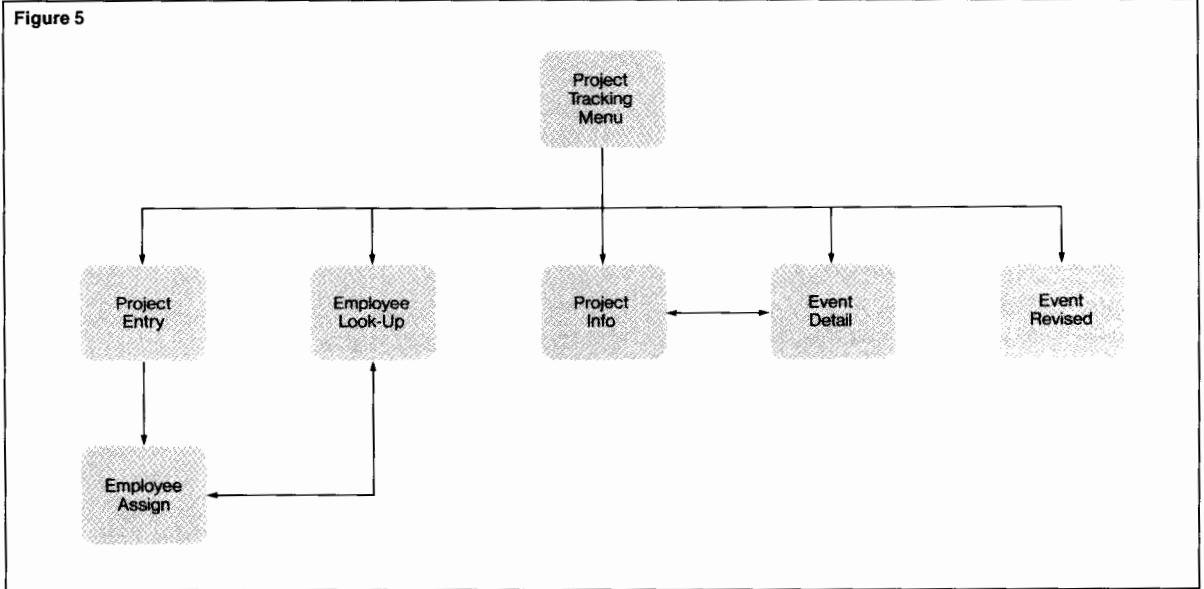 Figure 5
Project
Tracking
Menu
Project
Entry
Employee
Look-Up
Project
Info
Event
Detail
Event
Revised
Employee
Assign